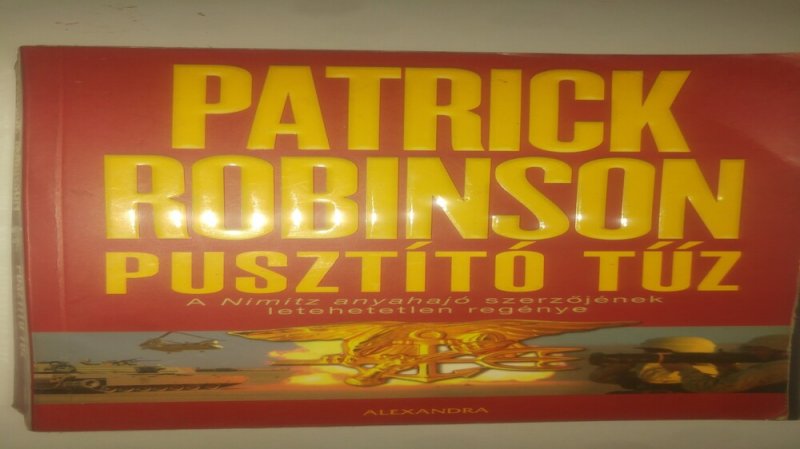 PATRICK
ROBINSON
PUSZTÍTÓ TŰZ
A Nimitz anyahajó szerzőjének
letehetetlen regénye
ALEXANDRA